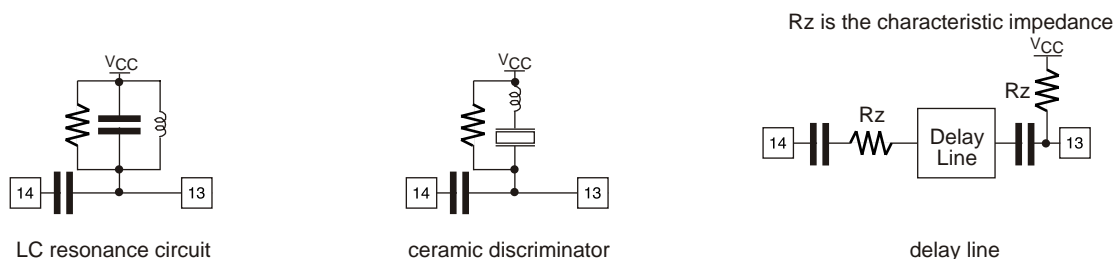 Rz is the characteristic impedance
VCC
VCC
VCC
Rz
Rz
Delay
Line
14
13
14
13
14
13
LC resonance circuit
ceramic discriminator
delay line